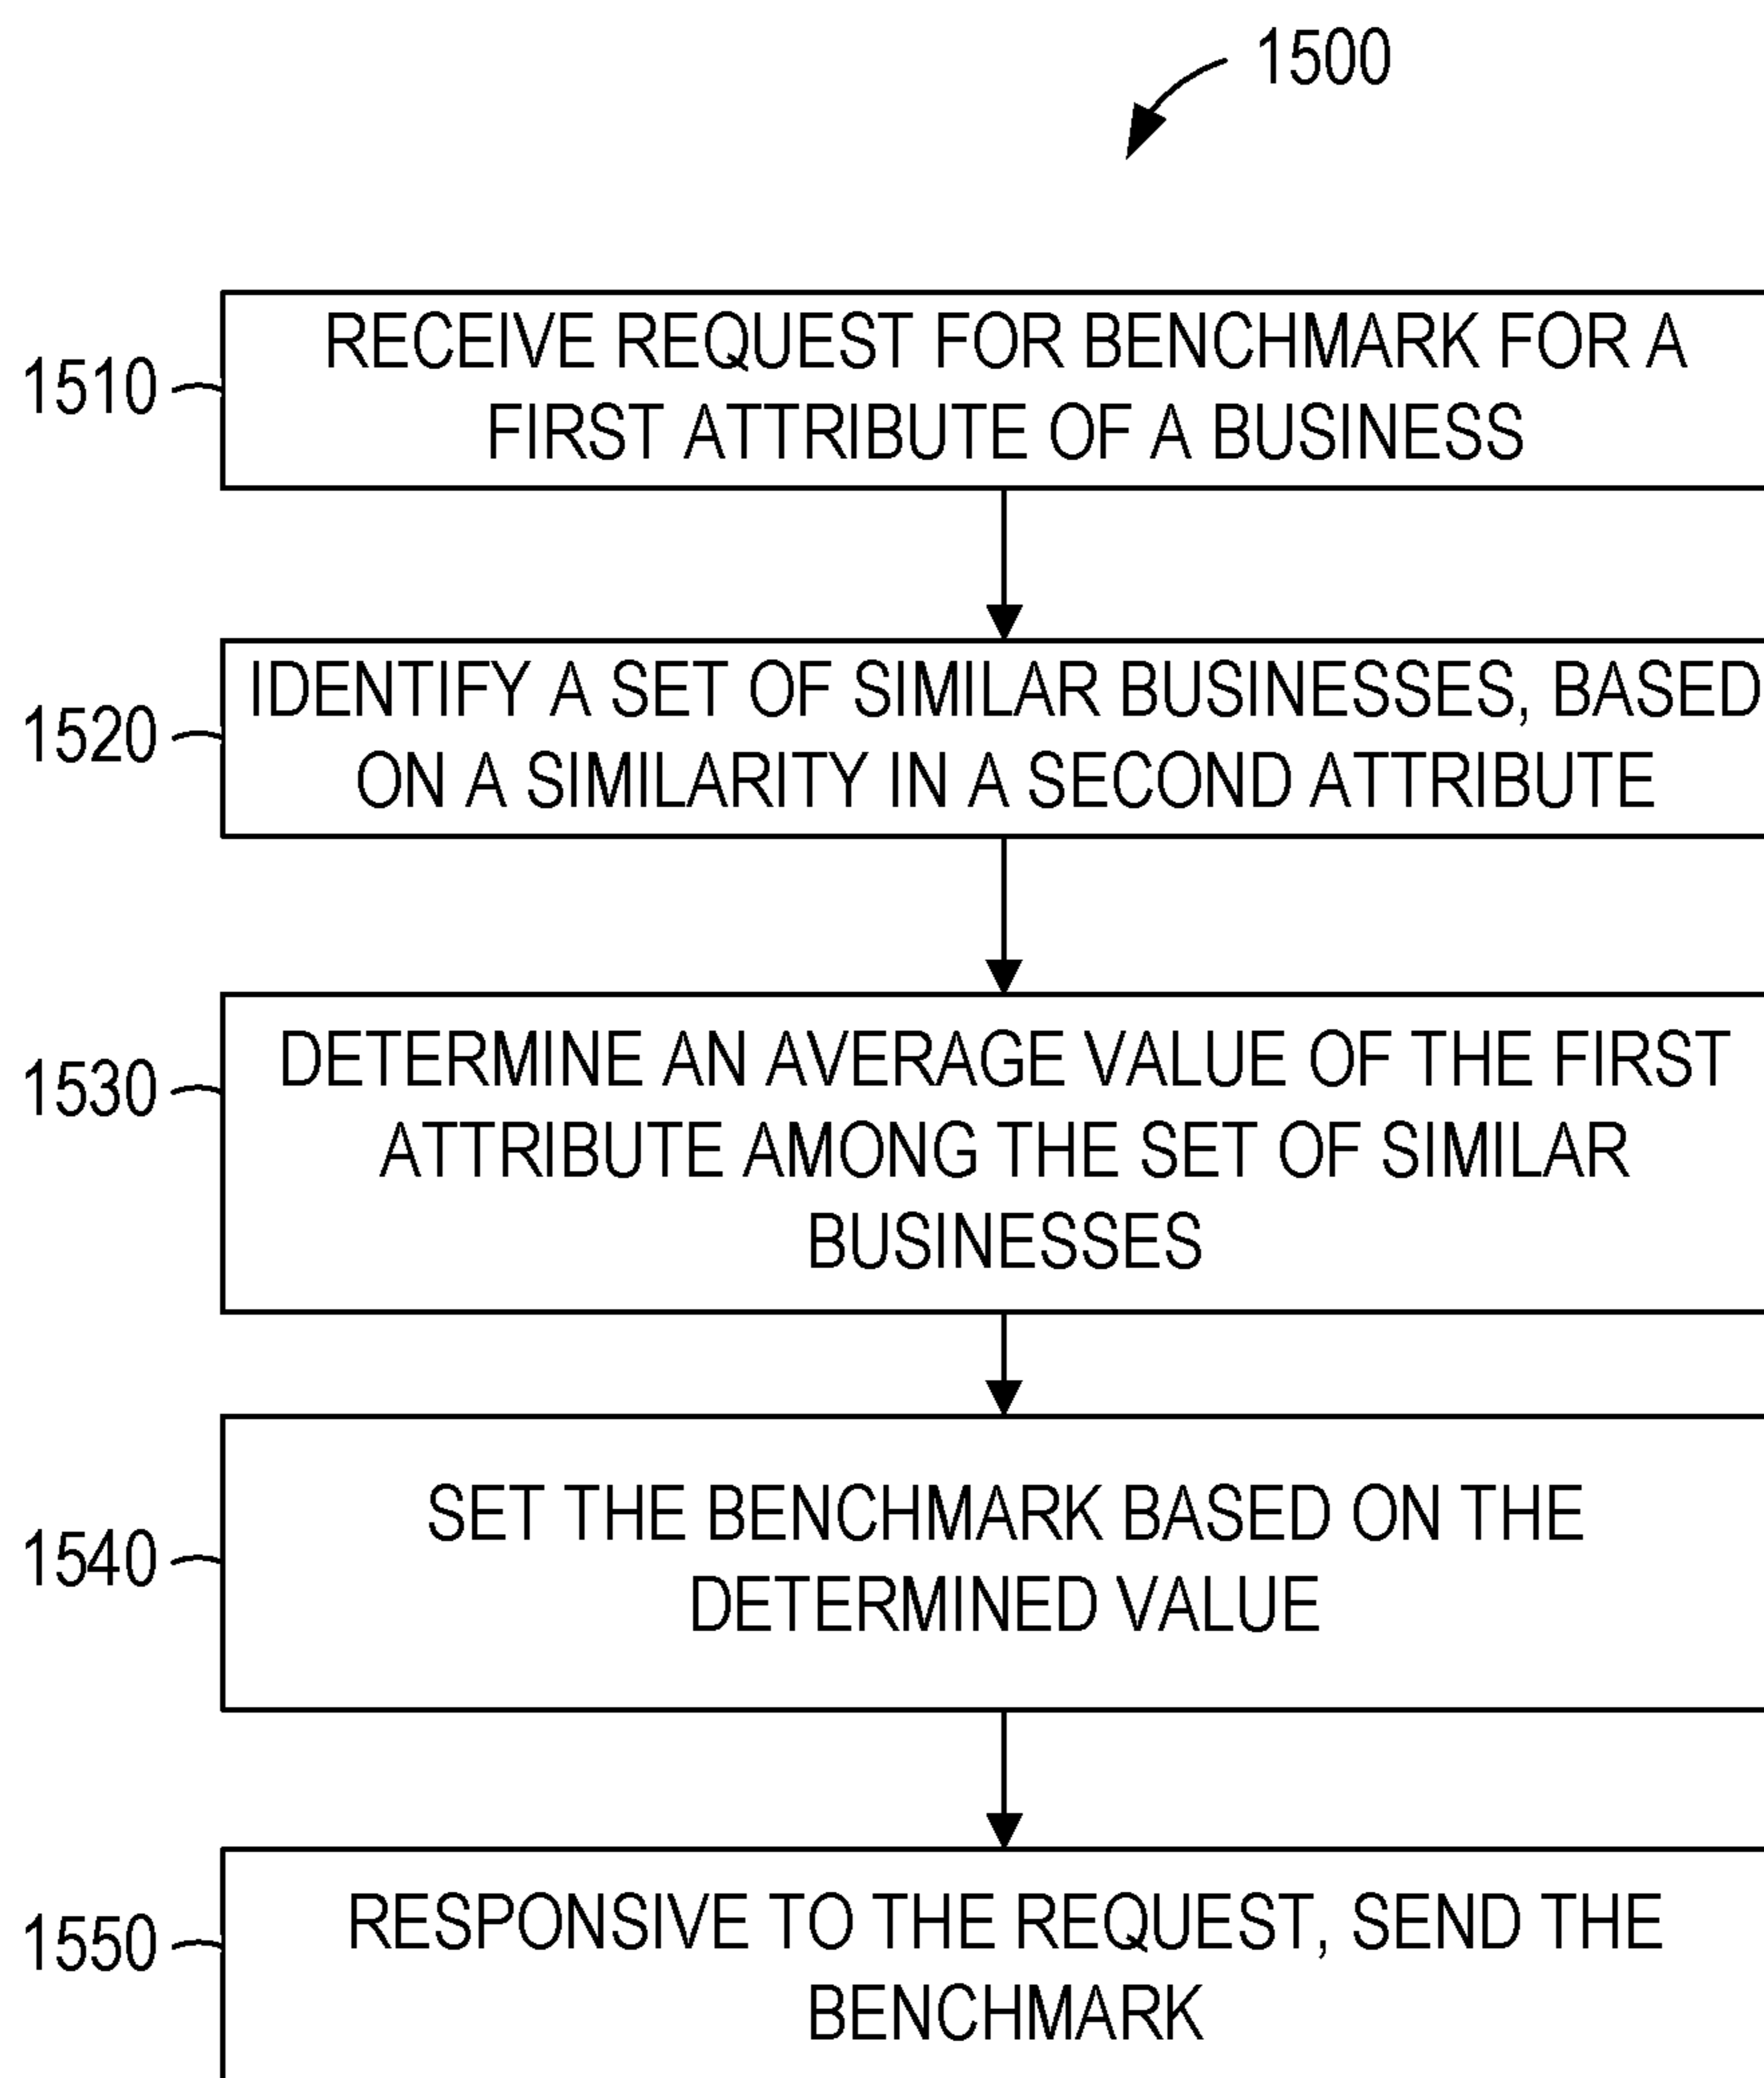 1500
1510
RECEIVE REQUEST FOR BENCHMARK FOR A
FIRST ATTRIBUTE OF A BUSINESS
1520
IDENTIFY A SET OF SIMILAR BUSINESSES, BASED
ON A SIMILARITY IN A SECOND ATTRIBUTE
1530
DETERMINE AN AVERAGE VALUE OF THE FIRST
ATTRIBUTE AMONG THE SET OF SIMILAR
BUSINESSES
1540
SET THE BENCHMARK BASED ON THE
DETERMINED VALUE
1550
RESPONSIVE TO THE REQUEST, SEND THE
BENCHMARK